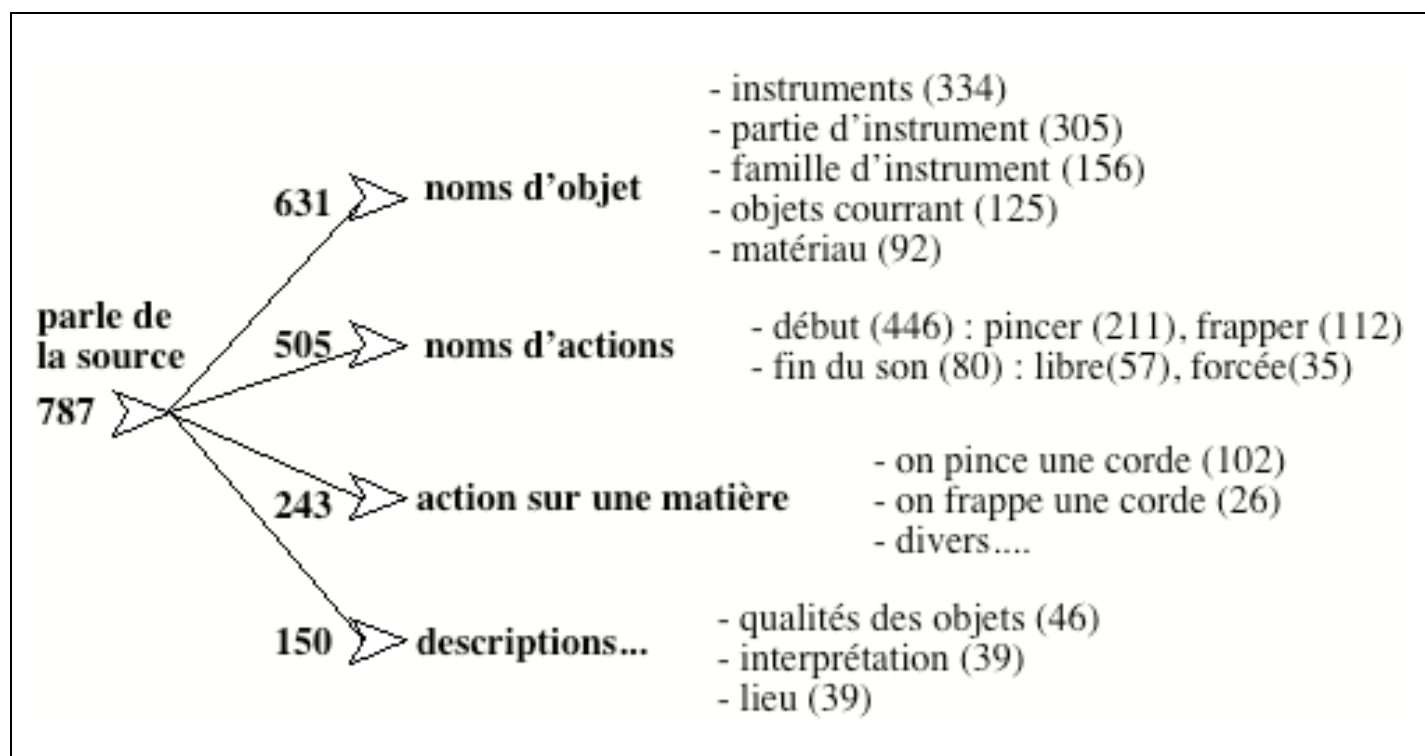 - instruments (334)
- partie d’instrument (305)
- famille d’instrument (156)
- objets courrant (125)
- matériau (92)
631 noms d’objet
parle de
la source
787
505 noms d’actions
- début (446) : pincer (211), frapper (112)
- fin du son (80) : libre(57), forcée(35)
243 action sur une matière
- on pince une corde (102)
- on frappe une corde (26)
- divers....
150 descriptions...
- qualités des objets (46)
- interprétation (39)
- lieu (39)